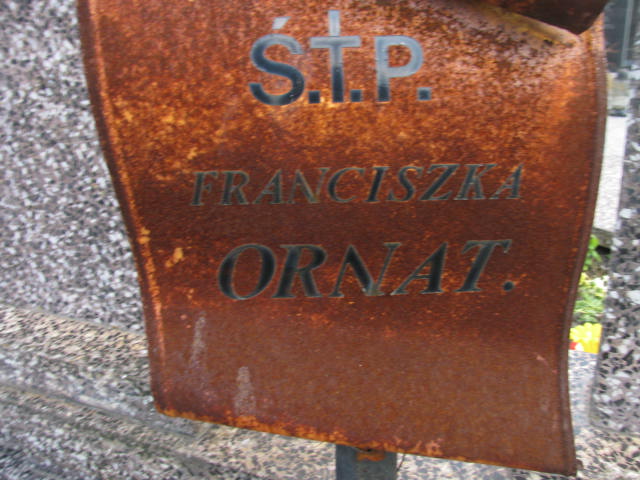 Ś.†.P.
FRANCISZKA
ORNAT.